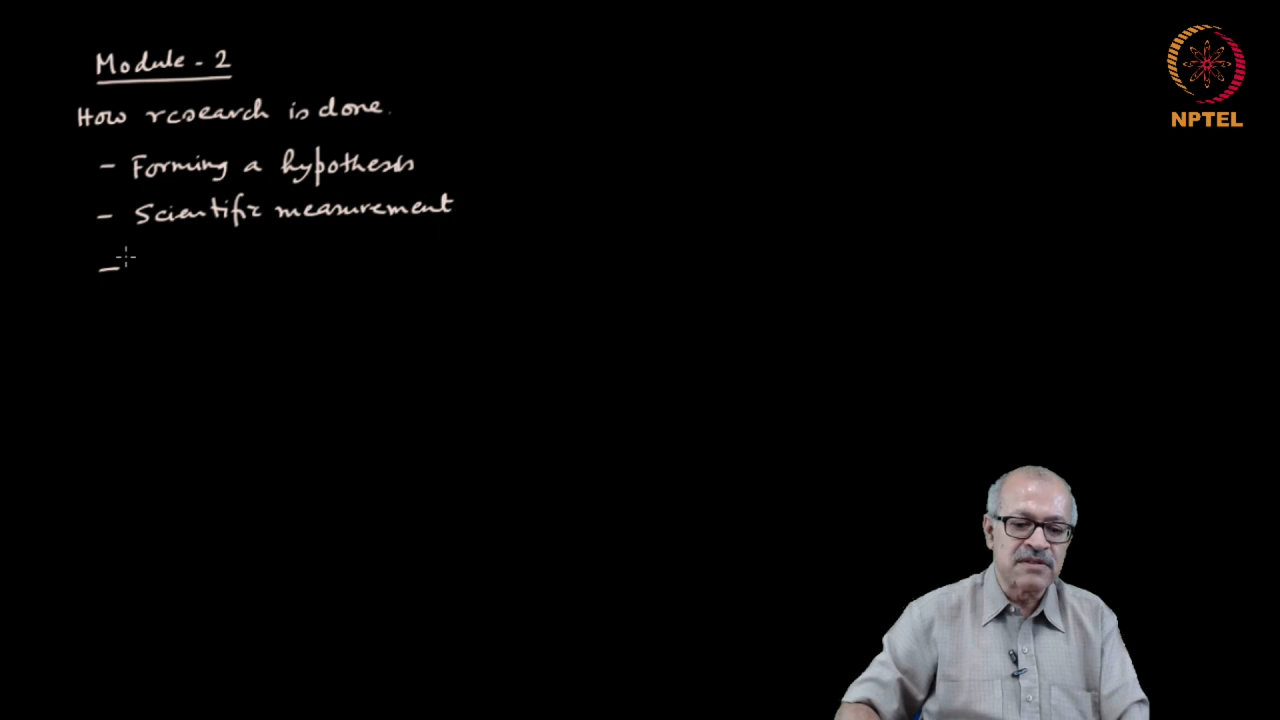 Module - 2
NPTEL
How research is done.
- Forming a hypothesis
- Scientific measurement
-